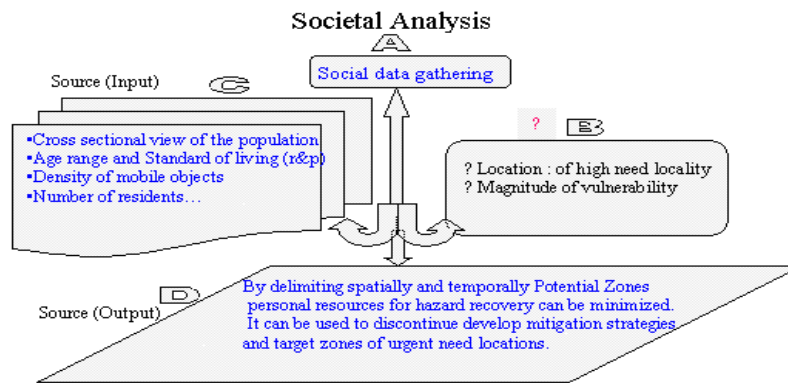 Societal Analysis
A
Social data gathering
Source (Input)
C
▪Cross sectional view of the population
▪Age range and Standard of living (r&p)
▪Density of mobile objects
▪Number of residents…
?
B
? Location : of high need locality
? Magnitude of vulnerability
D
Source (Output)
By delimiting spatially and temporally Potential Zones
personal resources for hazard recovery can be minimized.
It can be used to discontinue develop mitigation strategies
and target zones of urgent need locations.